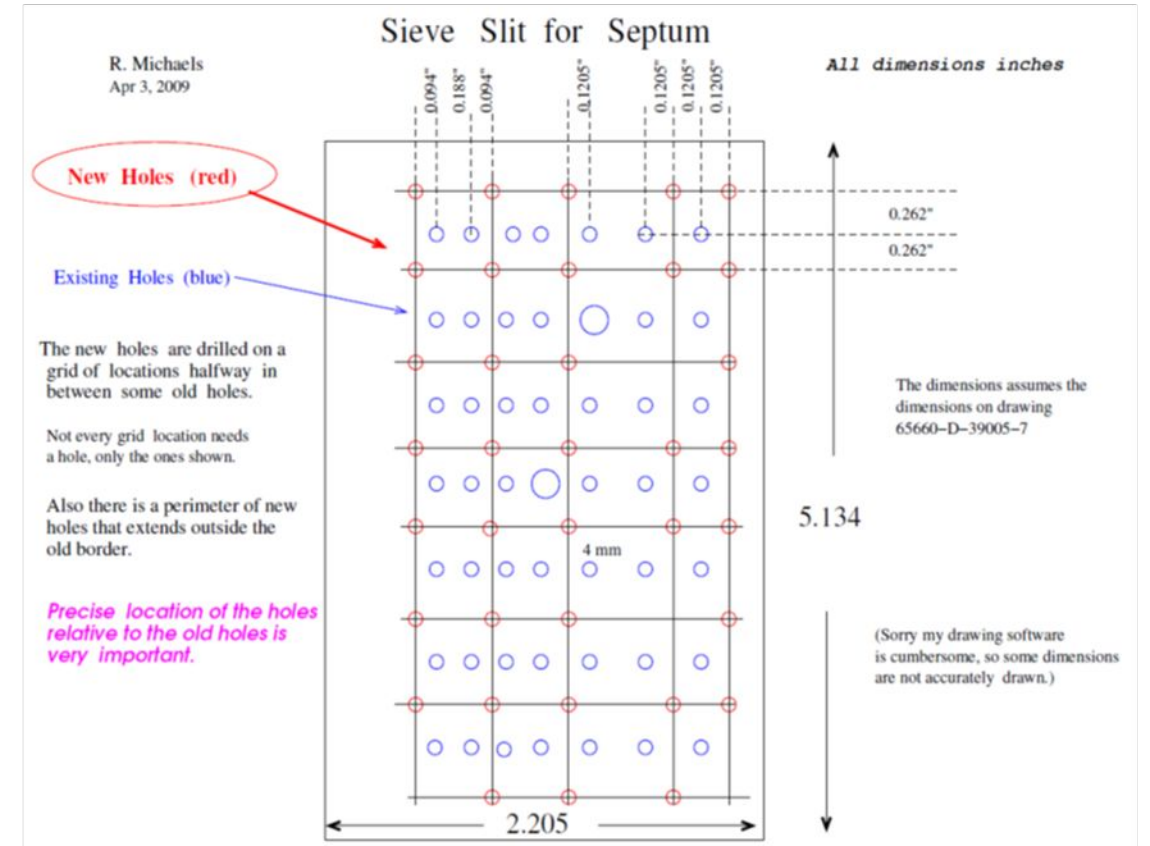 Sieve Slit for Septum
R. Michaels
Apr 3, 2009
All dimensions inches
0.094"
0.188"
0.094"
0.1205"
0.1205"
0.1205"
0.1205"
New Holes (red)
0.262"
0.262"
Existing Holes (blue)
The new holes are drilled on a
grid of locations halfway in
between some old holes.
Not every grid location needs
a hole, only the ones shown.
Also there is a perimeter of new
holes that extends outside the
old border.
Precise location of the holes
relative to the old holes is
very important.
The dimensions assumes the
dimensions on drawing
65660-D-39005-7
5.134
4 mm
(Sorry my drawing software
is cumbersome, so some dimensions
are not accurately drawn.)
2.205